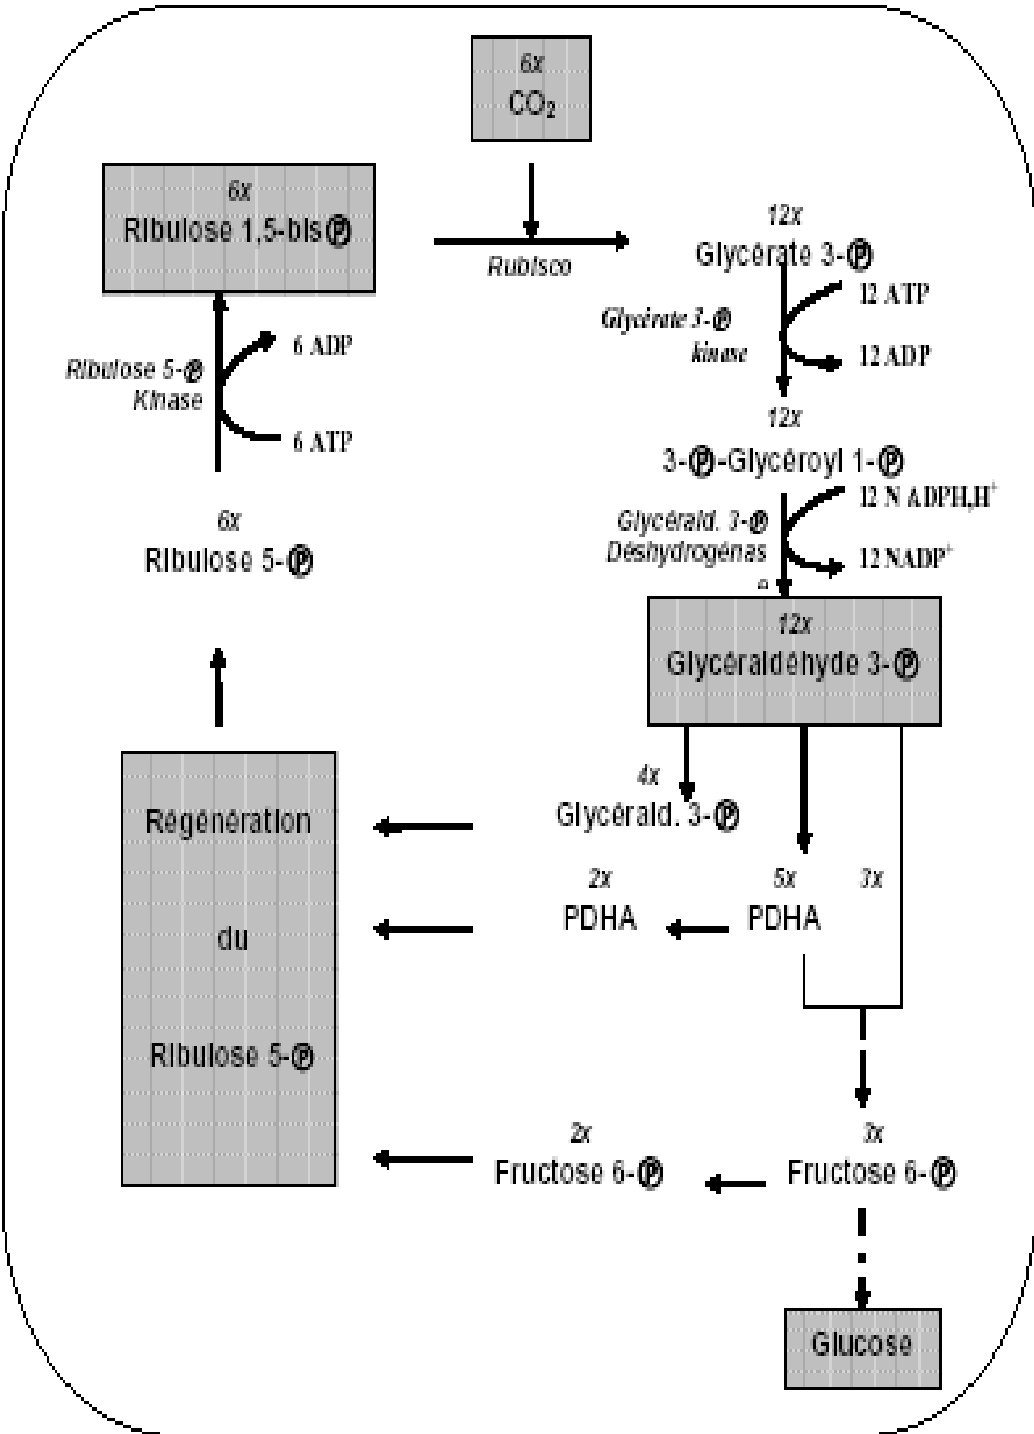 6x
CO₂
6x
Ribulose 1,5-bisⓅ
Rubisco
12x
Glycérate 3-Ⓟ
12 ATP
Glycérate 3-Ⓟ
kinase
12 ADP
6 ADP
Ribulose 5-Ⓟ
Kinase
6 ATP
12x
3-Ⓟ-Glycéroyl 1-Ⓟ
12 NADPH,H⁺
Glycérald. 3-Ⓟ
Déshydrogénas
e
12 NADP⁺
6x
Ribulose 5-Ⓟ
12x
Glycéraldéhyde 3-Ⓟ
4x
Glycérald. 3-Ⓟ
Régénération
du
Ribulose 5-Ⓟ
2x
PDHA
5x
PDHA
3x
2x
Fructose 6-Ⓟ
3x
Fructose 6-Ⓟ
Glucose